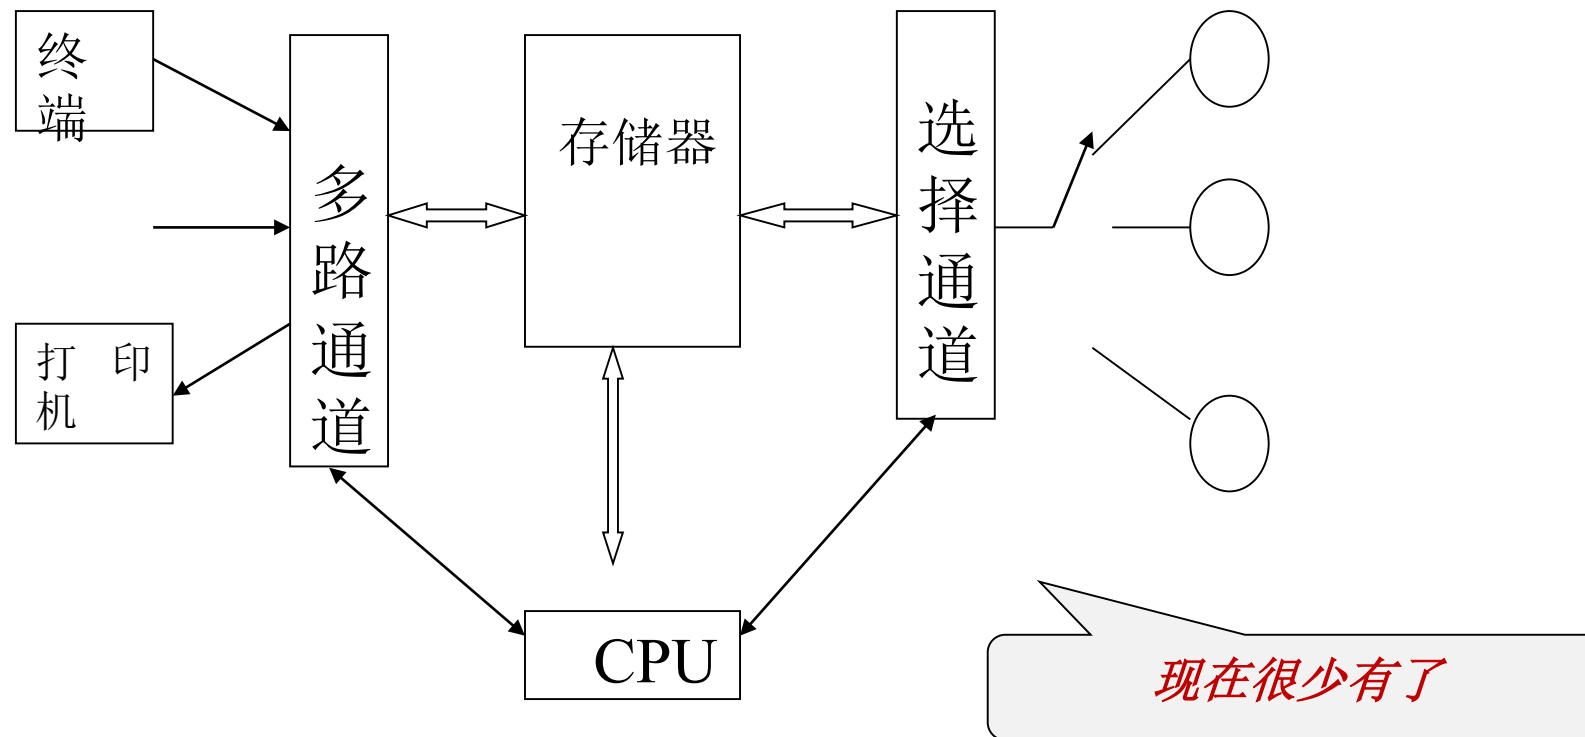 终
端
多
路
通
道
存储器
选
择
通
道
打 印
机
CPU
现在很少有了